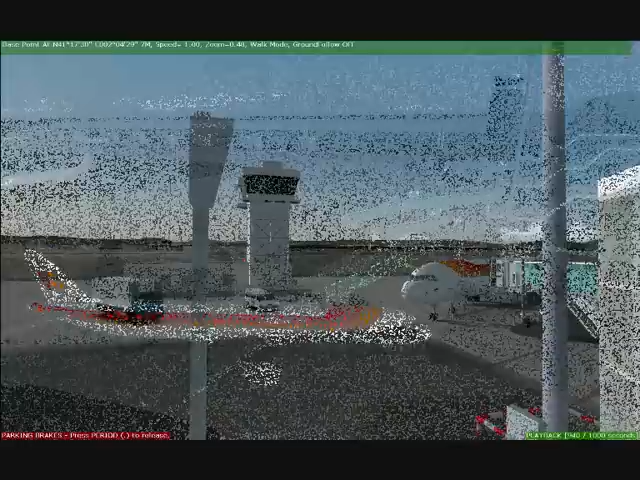 Base Point At N41°17'30" E002°04'29" 7M, Speed= 1.00, Zoom=0.48, Walk Mode, GroundFollow Off
PARKING BRAKES - Press PERIOD (.) to release.
PLAYBACK [940 / 1000 seconds]